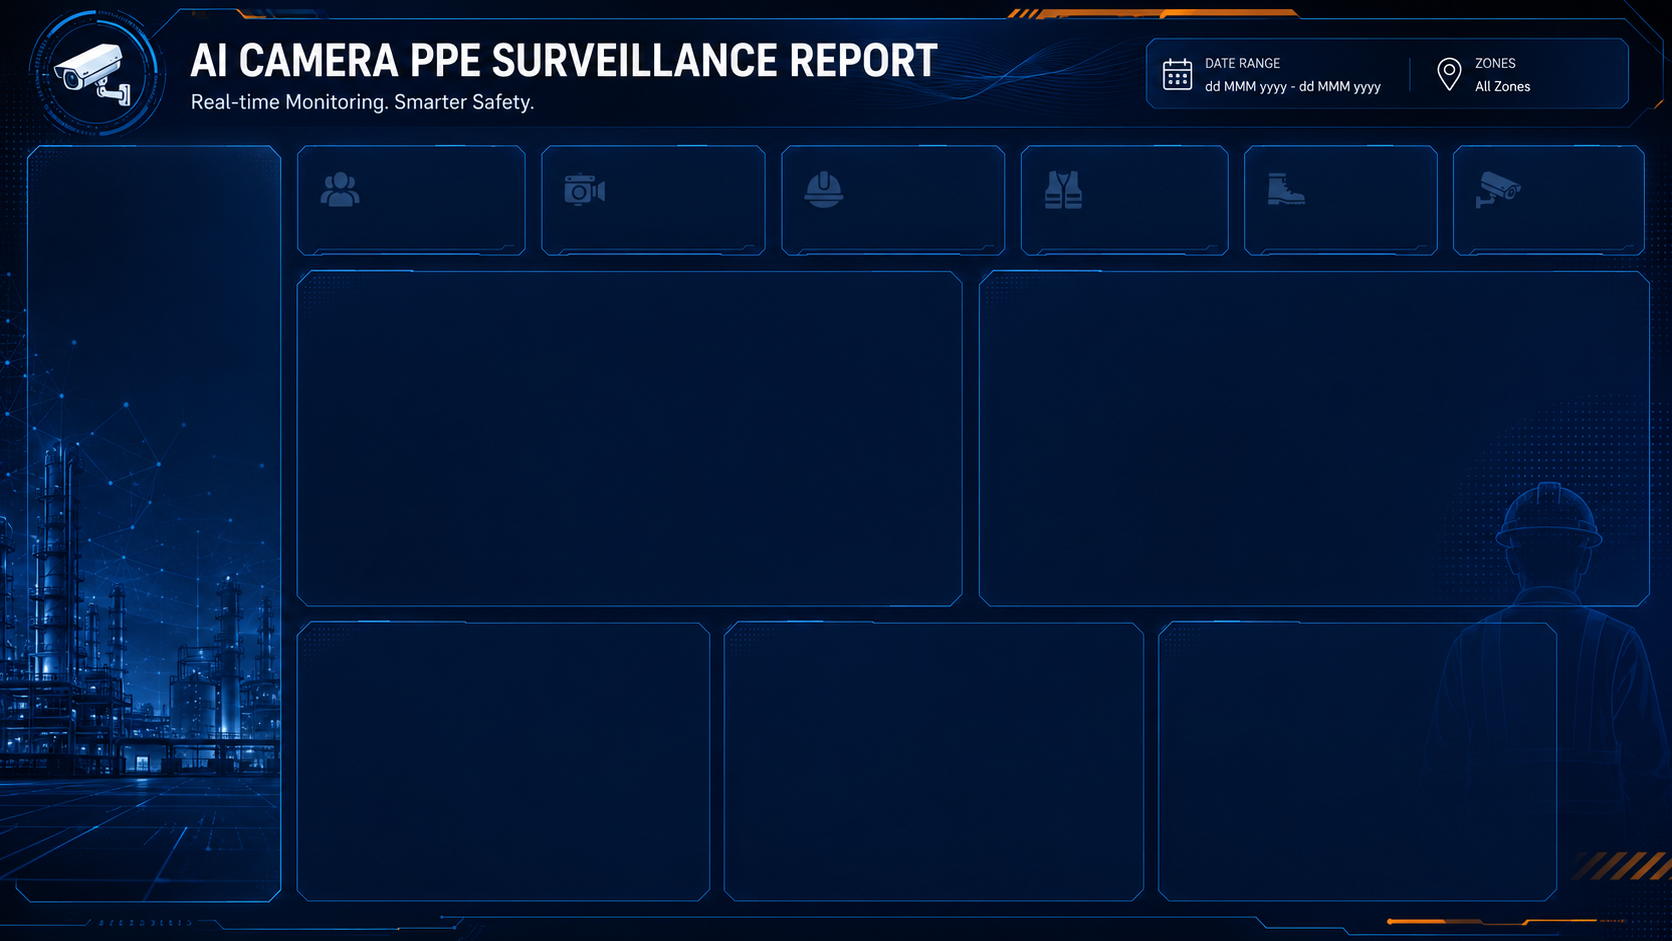 AI CAMERA PPE SURVEILLANCE REPORT
Real-time Monitoring. Smarter Safety.
DATE RANGE
dd MMM yyyy - dd MMM yyyy
ZONES
All Zones